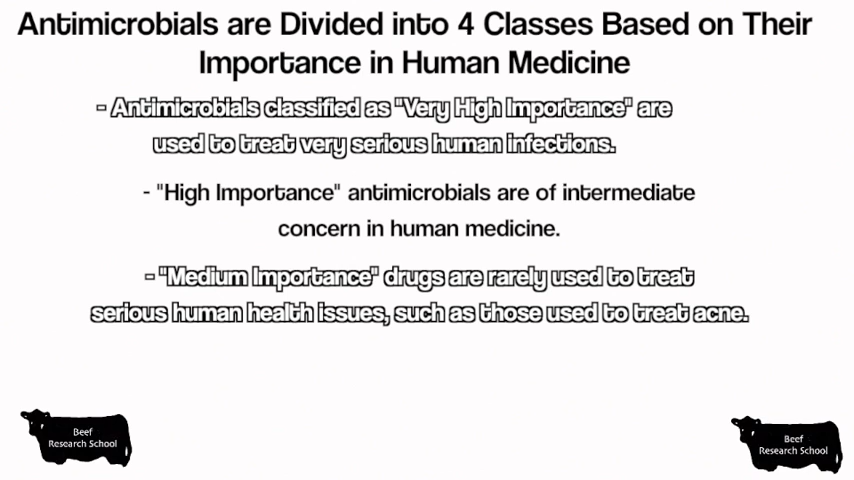 Antimicrobials are Divided into 4 Classes Based on Their
Importance in Human Medicine
- Antimicrobials classified as "Very High Importance" are
used to treat very serious human infections.
- "High Importance" antimicrobials are of intermediate
concern in human medicine.
- "Medium Importance" drugs are rarely used to treat
serious human health issues, such as those used to treat acne.
Beef
Research School
Beef
Research School